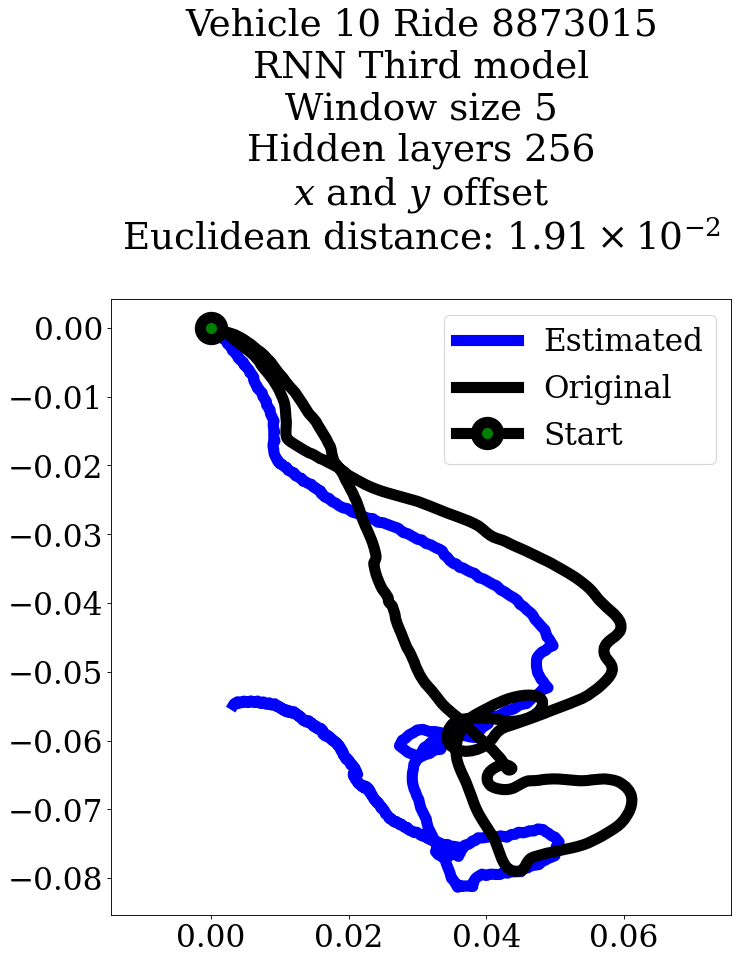 Vehicle 10 Ride 8873015
RNN Third model
Window size 5
Hidden layers 256
x and y offset
Euclidean distance: 1.91 × 10⁻²
0.00
−0.01
−0.02
−0.03
−0.04
−0.05
−0.06
−0.07
−0.08
Estimated
Original
Start
0.00 0.02 0.04 0.06